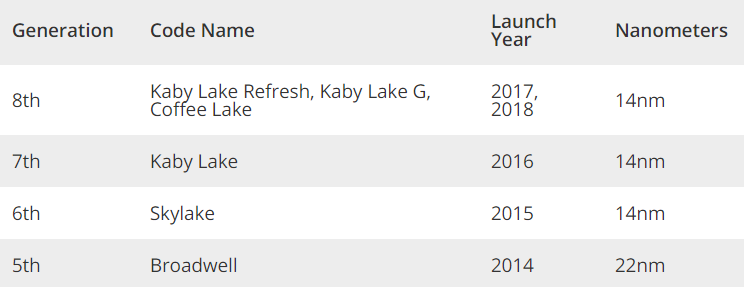 Generation Code Name Launch Year Nanometers
8th Kaby Lake Refresh, Kaby Lake G, Coffee Lake 2017, 2018 14nm
7th Kaby Lake 2016 14nm
6th Skylake 2015 14nm
5th Broadwell 2014 22nm